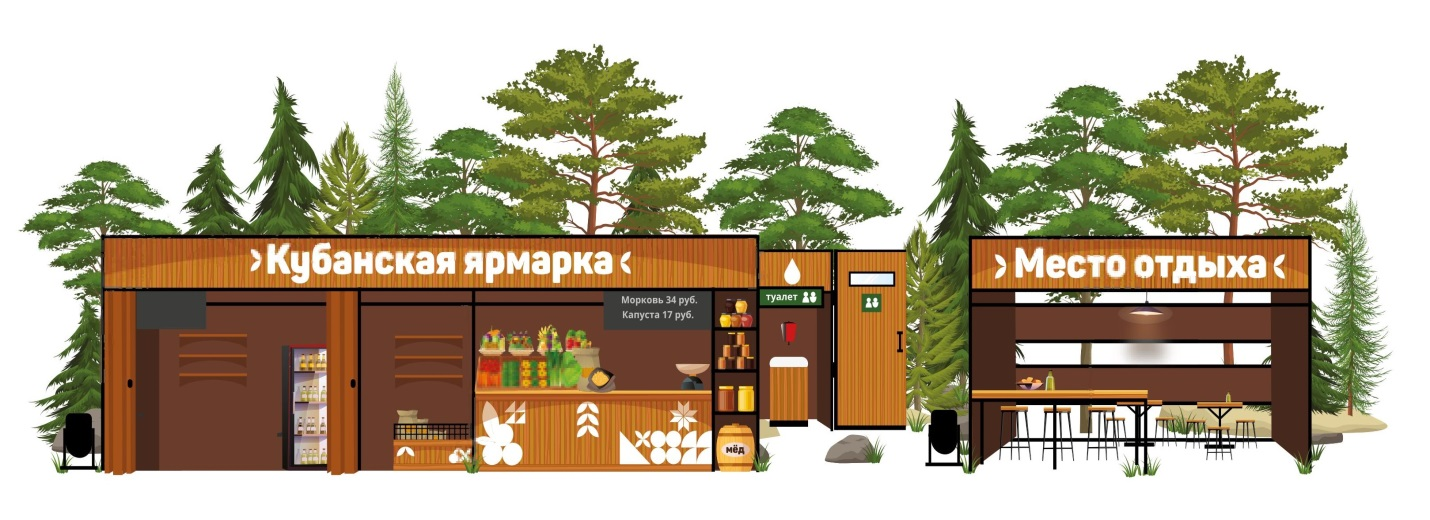 Кубанская ярмарка
Морковь 34 руб.
Капуста 17 руб.
туалет
мёд
Место отдыха